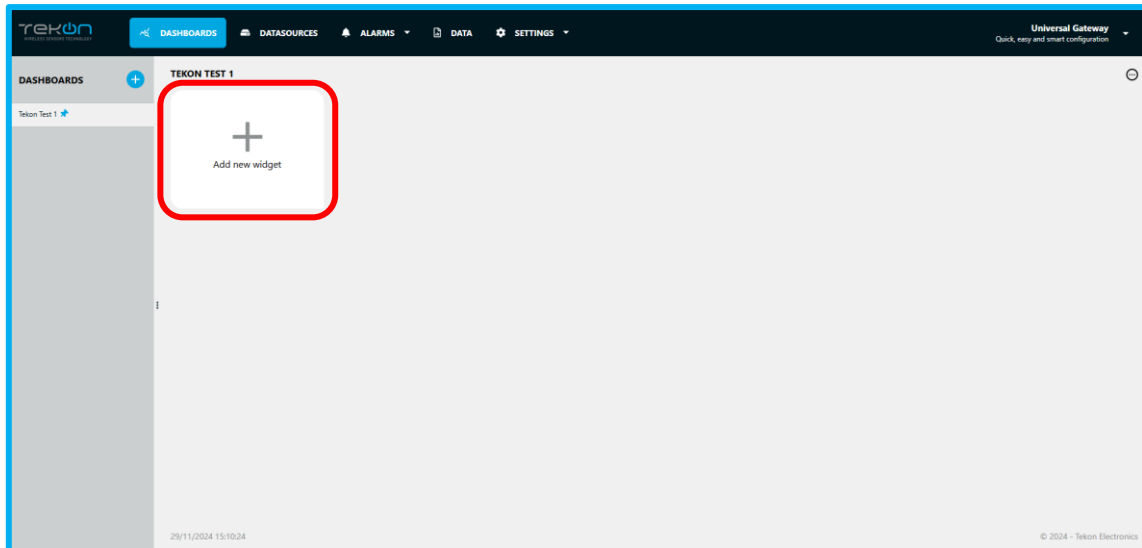 TEKON
WIRELESS SENSORS TECHNOLOGY
DASHBOARDS
DATASOURCES
ALARMS
DATA
SETTINGS
Universal Gateway
Quick, easy and smart configuration
DASHBOARDS
Tekon Test 1
TEKON TEST 1
Add new widget
29/11/2024 15:10:24
© 2024 - Tekon Electronics